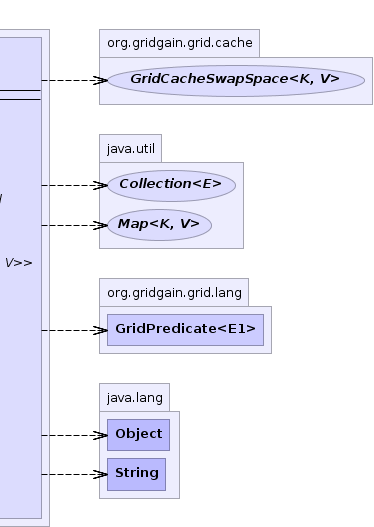 org.gridgain.grid.cache
GridCacheSwapSpace<K, V>
java.util
Collection<E>
Map<K, V>
V>>
org.gridgain.grid.lang
GridPredicate<E1>
java.lang
Object
String